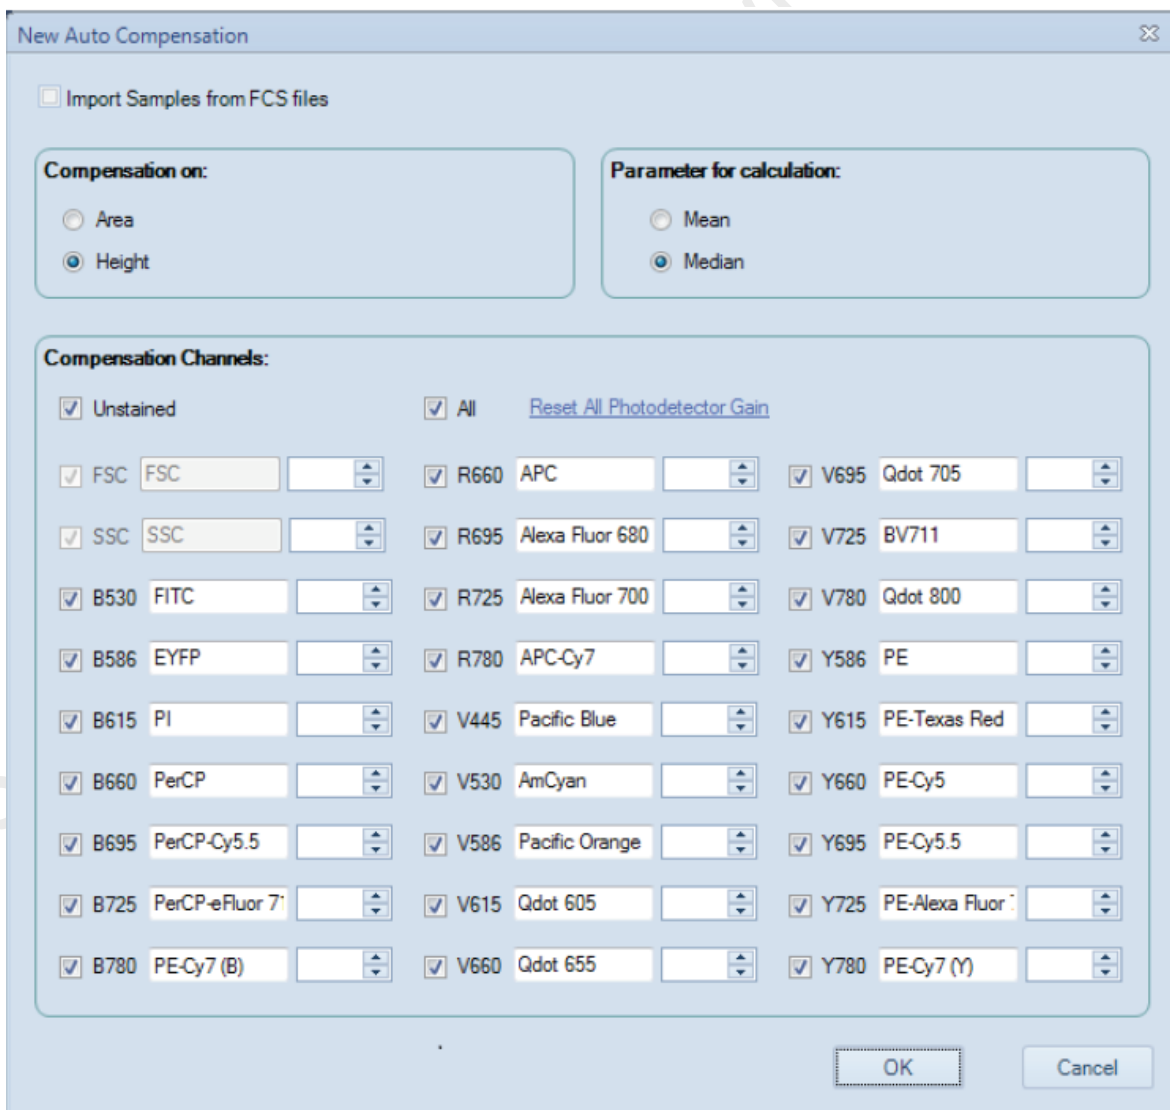 New Auto Compensation
Import Samples from FCS files
Compensation on:
Area
Height
Parameter for calculation:
Mean
Median
Compensation Channels:
Unstained
All Reset All Photodetector Gain
FSC FSC R660 APC V695 Qdot 705
SSC SSC R695 Alexa Fluor 680 V725 BV711
B530 FITC R725 Alexa Fluor 700 V780 Qdot 800
B586 EYFP R780 APC-Cy7 Y586 PE
B615 PI V445 Pacific Blue Y615 PE-Texas Red
B660 PerCP V530 AmCyan Y660 PE-Cy5
B695 PerCP-Cy5.5 V586 Pacific Orange Y695 PE-Cy5.5
B725 PerCP-eFluor V615 Qdot 605 Y725 PE-Alexa Fluor
B780 PE-Cy7 (B) V660 Qdot 655 Y780 PE-Cy7 (Y)
OK Cancel